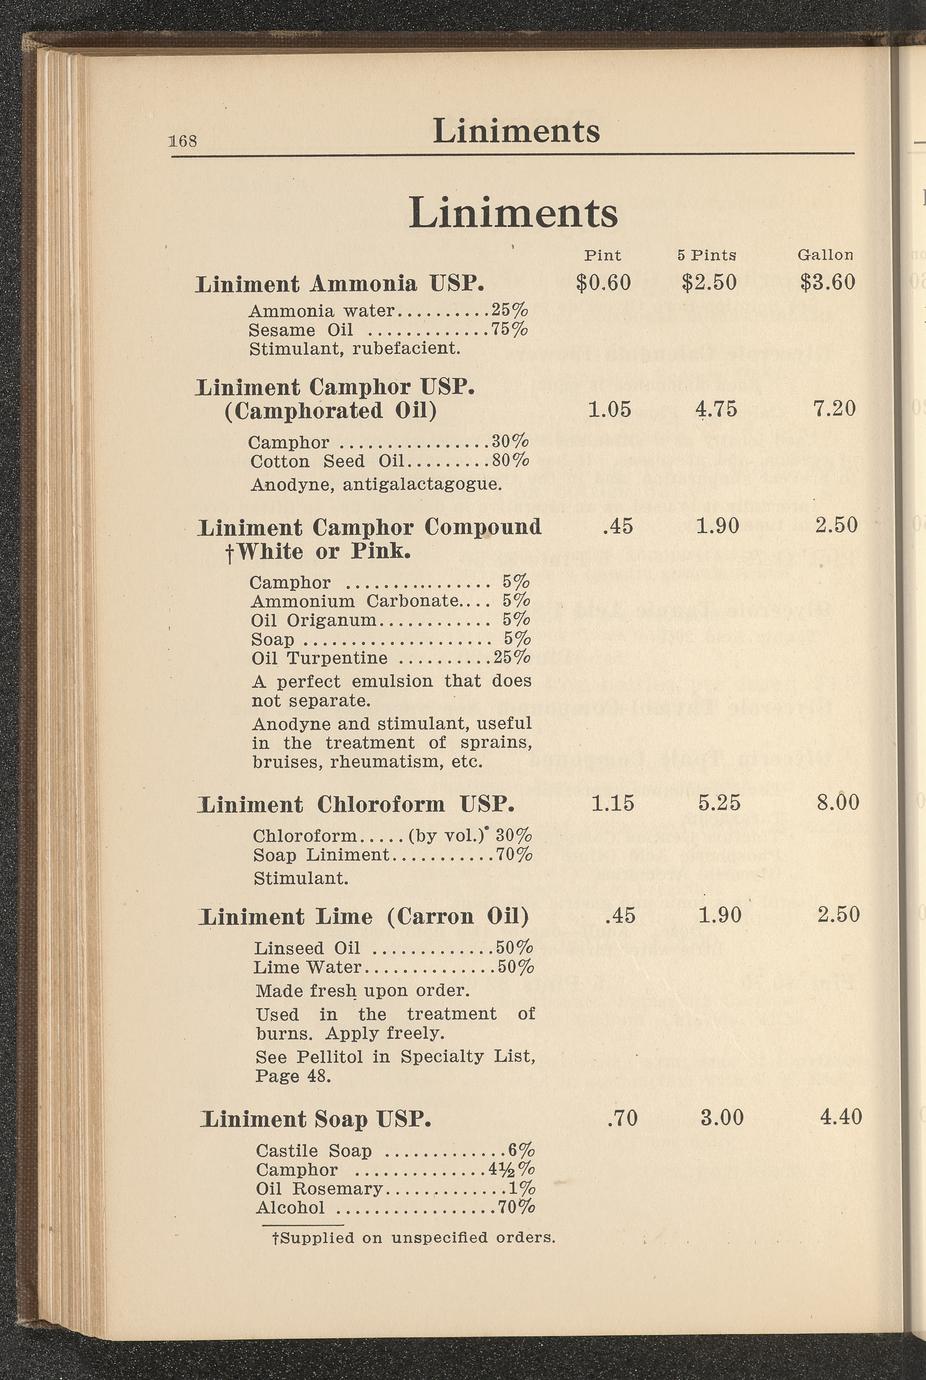 168
Liniments
Liniments
Pint 5 Pints Gallon
Liniment Ammonia USP. $0.60 $2.50 $3.60
Ammonia water..........25%
Sesame Oil .............75%
Stimulant, rubefacient.
Liniment Camphor USP.
(Camphorated Oil) 1.05 4.75 7.20
Camphor ................30%
Cotton Seed Oil.........80%
Anodyne, antigalactagogue.
Liniment Camphor Compound .45 1.90 2.50
†White or Pink.
Camphor ................ 5%
Ammonium Carbonate.... 5%
Oil Origanum............ 5%
Soap .................... 5%
Oil Turpentine ..........25%
A perfect emulsion that does
not separate.
Anodyne and stimulant, useful
in the treatment of sprains,
bruises, rheumatism, etc.
Liniment Chloroform USP. 1.15 5.25 8.00
Chloroform.....(by vol.) 30%
Soap Liniment...........70%
Stimulant.
Liniment Lime (Carron Oil) .45 1.90 2.50
Linseed Oil .............50%
Lime Water..............50%
Made fresh upon order.
Used in the treatment of
burns. Apply freely.
See Pellitol in Specialty List,
Page 48.
Liniment Soap USP. .70 3.00 4.40
Castile Soap .............6%
Camphor ..............4½%
Oil Rosemary.............1%
Alcohol .................70%
†Supplied on unspecified orders.